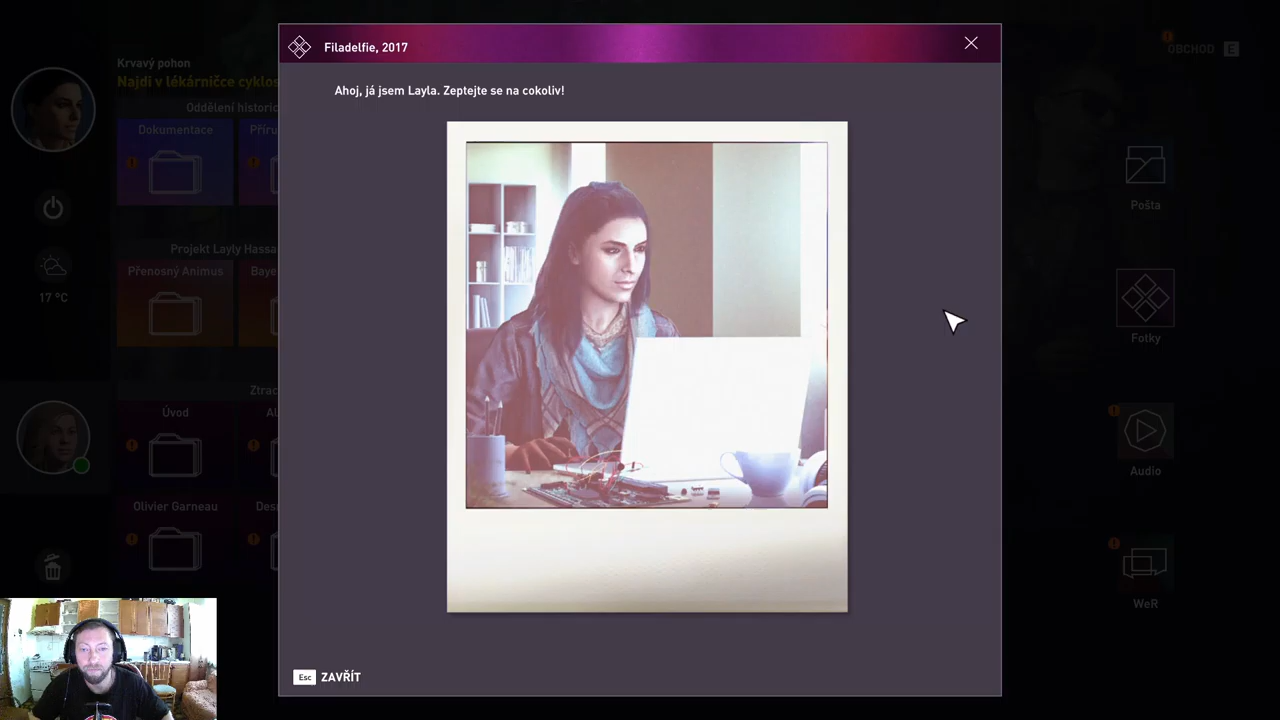 Filadelfie, 2017
Ahoj, já jsem Layla. Zeptejte se na cokoliv!
Esc ZAVŘÍT
Krvavý pohon
Najdi v lékárničce cyklos
Oddělení historic
Dokumentace
Příru
Projekt Layly Hassa
Přenosný Animus
Baye
Ztrac
Úvod
Al
Olivier Garneau
Des
17 °C
OBCHOD E
Pošta
Fotky
Audio
WeR